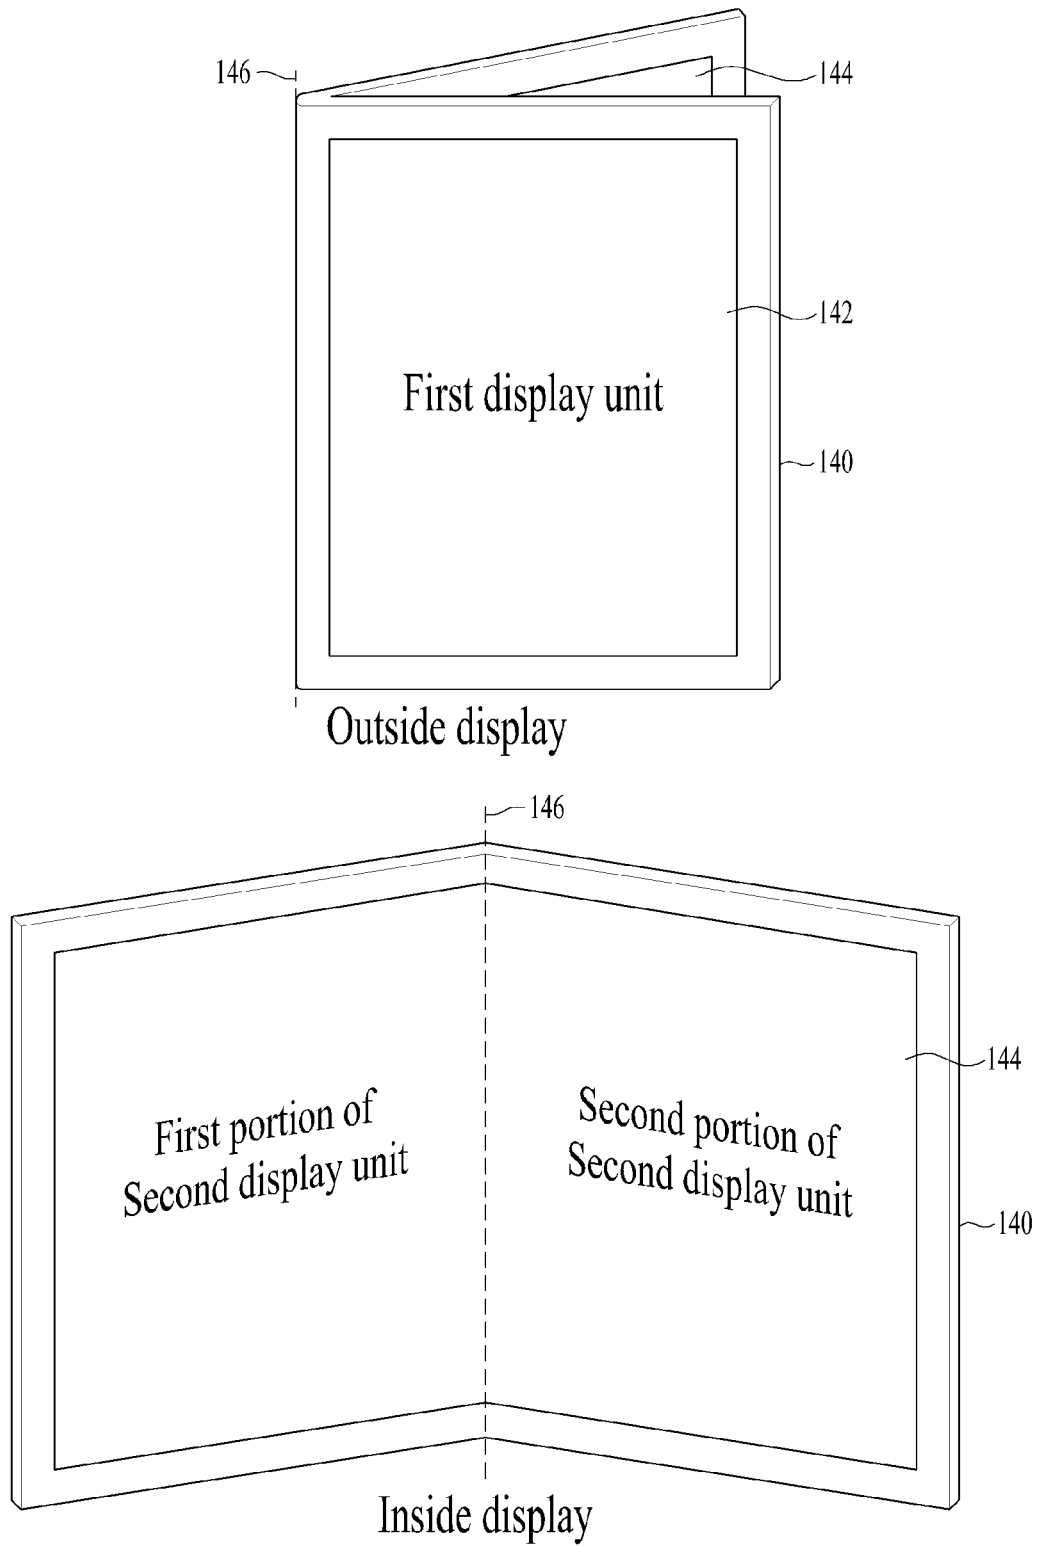 146
144
142
First display unit
140
Outside display
146
144
First portion of
Second display unit
Second portion of
Second display unit
140
Inside display